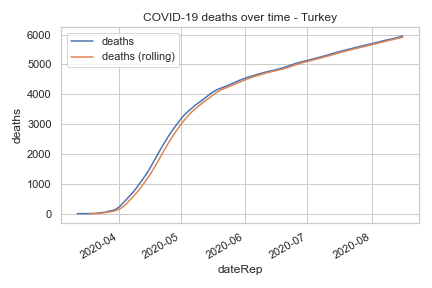 COVID-19 deaths over time - Turkey
deaths
deaths (rolling)
deaths
6000
5000
4000
3000
2000
1000
0
2020-04
2020-05
2020-06
2020-07
2020-08
dateRep